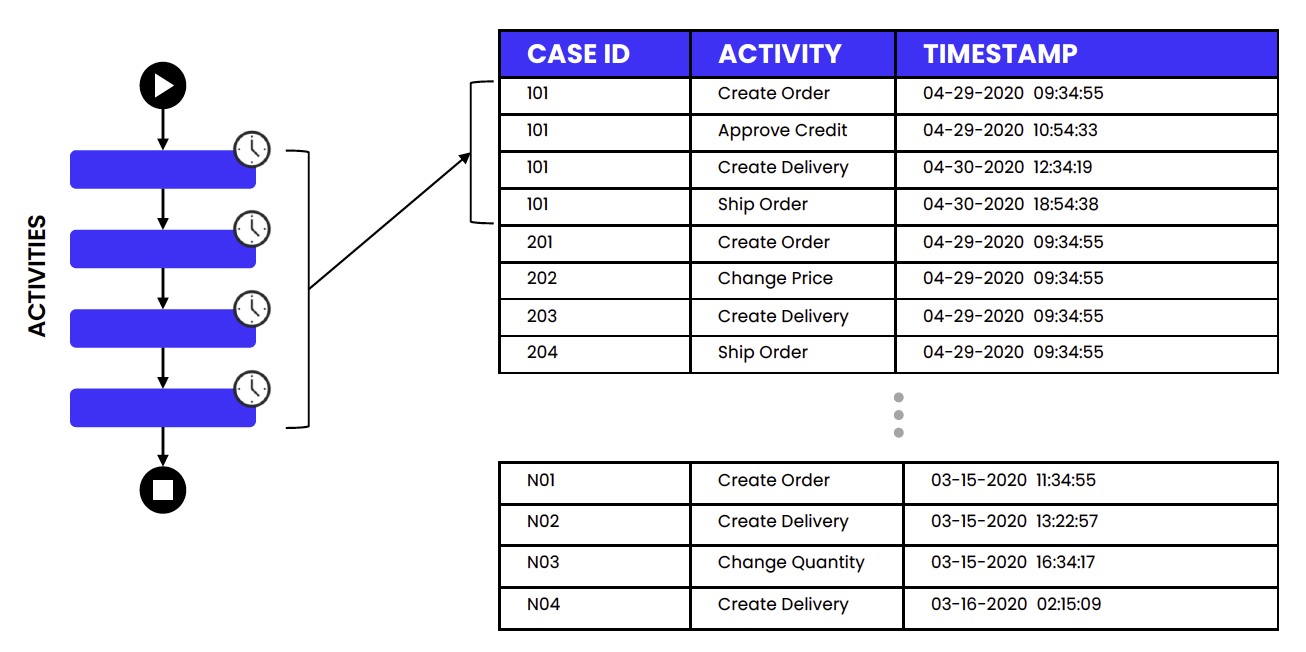 ACTIVITIES
CASE ID ACTIVITY TIMESTAMP
101 Create Order 04-29-2020 09:34:55
101 Approve Credit 04-29-2020 10:54:33
101 Create Delivery 04-30-2020 12:34:19
101 Ship Order 04-30-2020 18:54:38
201 Create Order 04-29-2020 09:34:55
202 Change Price 04-29-2020 09:34:55
203 Create Delivery 04-29-2020 09:34:55
204 Ship Order 04-29-2020 09:34:55
N01 Create Order 03-15-2020 11:34:55
N02 Create Delivery 03-15-2020 13:22:57
N03 Change Quantity 03-15-2020 16:34:17
N04 Create Delivery 03-16-2020 02:15:09